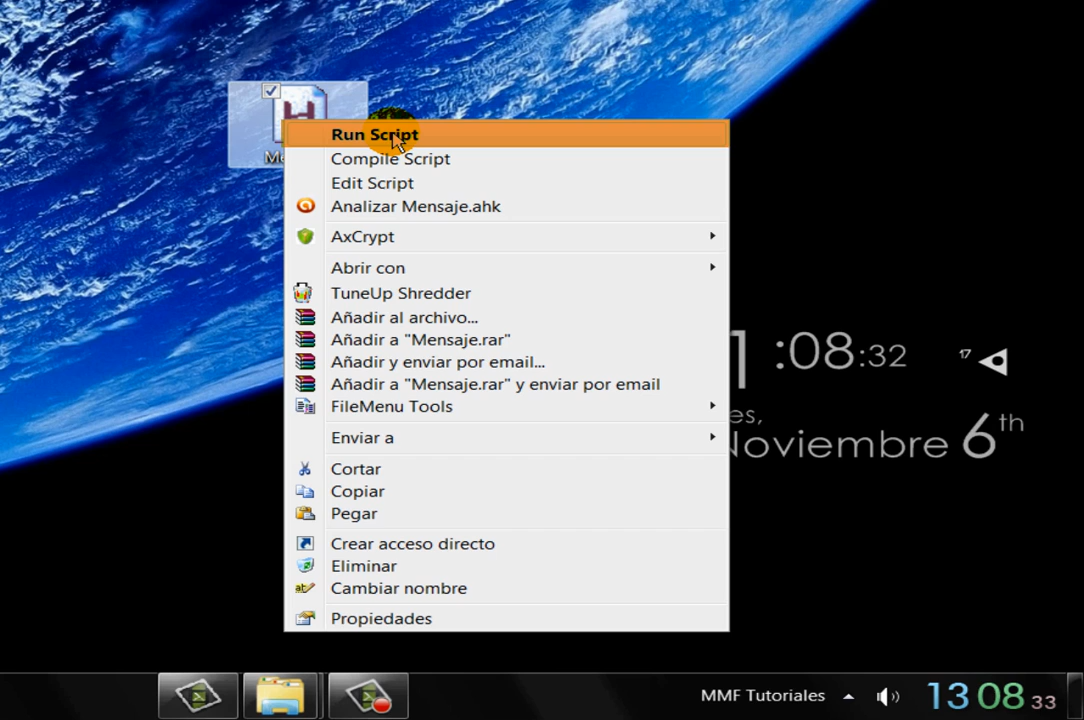 Run Script
Compile Script
Edit Script
Analizar Mensaje.ahk
AxCrypt
Abrir con
TuneUp Shredder
Añadir al archivo...
Añadir a "Mensaje.rar"
Añadir y enviar por email...
Añadir a "Mensaje.rar" y enviar por email
FileMenu Tools
Enviar a
Cortar
Copiar
Pegar
Crear acceso directo
Eliminar
Cambiar nombre
Propiedades
:08:32
17
es,
Noviembre 6th
MMF Tutoriales
13 08 33